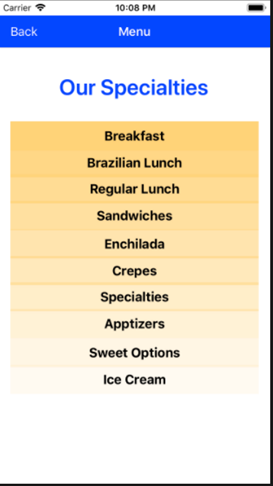 Carrier 10:08 PM
Back Menu
Our Specialties
Breakfast
Brazilian Lunch
Regular Lunch
Sandwiches
Enchilada
Crepes
Specialties
Apptizers
Sweet Options
Ice Cream